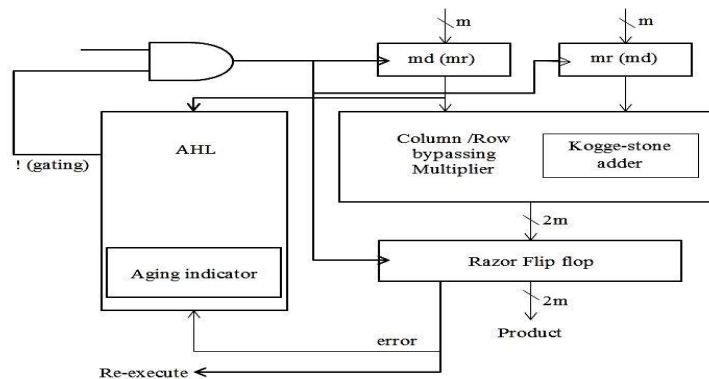 m
m
md (mr)
mr (md)
AHL
Column /Row
bypassing
Multiplier
Kogge-stone
adder
! (gating)
2m
Aging indicator
Razor Flip flop
2m
Product
error
Re-execute